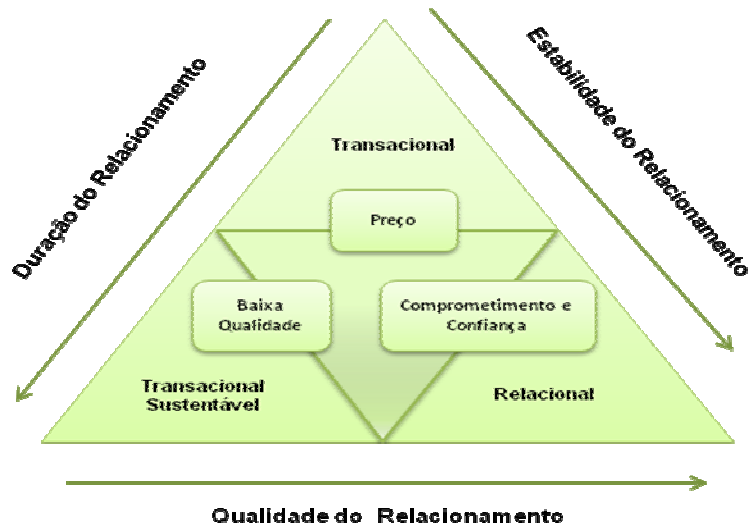 Duração do Relacionamento
Estabilidade do Relacionamento
Transacional
Preço
Baixa
Qualidade
Comprometimento e
Confiança
Transacional
Sustentável
Relacional
Qualidade do Relacionamento